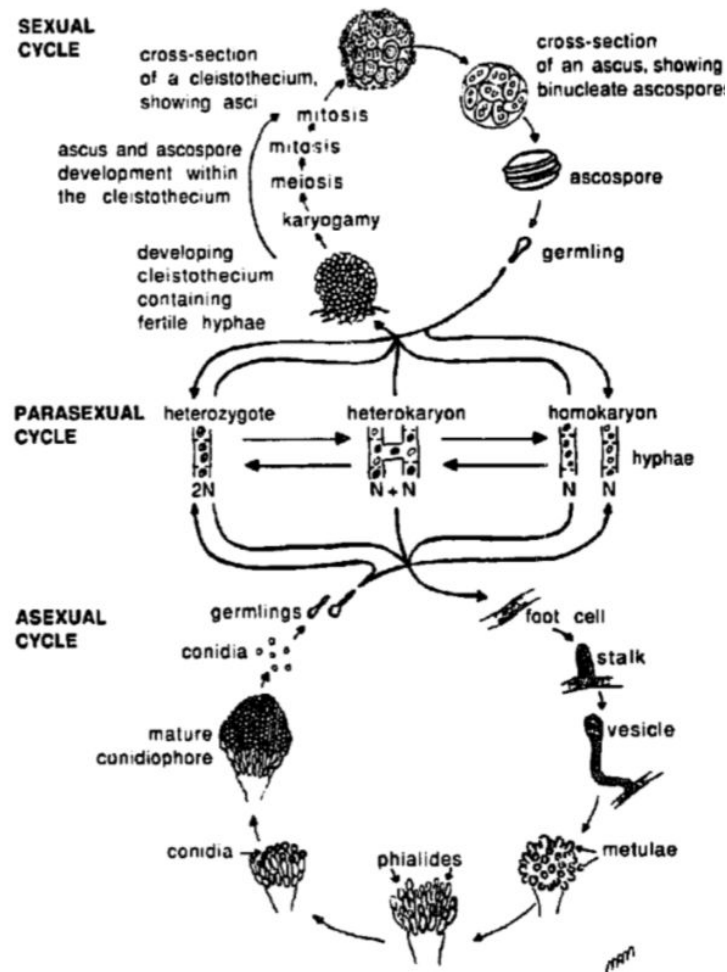 SEXUAL
CYCLE
cross-section
of a cleistothecium,
showing asci
cross-section
of an ascus, showing
binucleate ascospores
mitosis
mitosis
meiosis
karyogamy
ascus and ascospore
development within
the cleistothecium
ascospore
germling
developing
cleistothecium
containing
fertile hyphae
PARASEXUAL
CYCLE
heterozygote
heterokaryon
homokaryon
hyphae
2N
N + N
N
N
ASEXUAL
CYCLE
germlings
conidia
mature
conidiophore
conidia
phialides
foot cell
stalk
vesicle
metulae